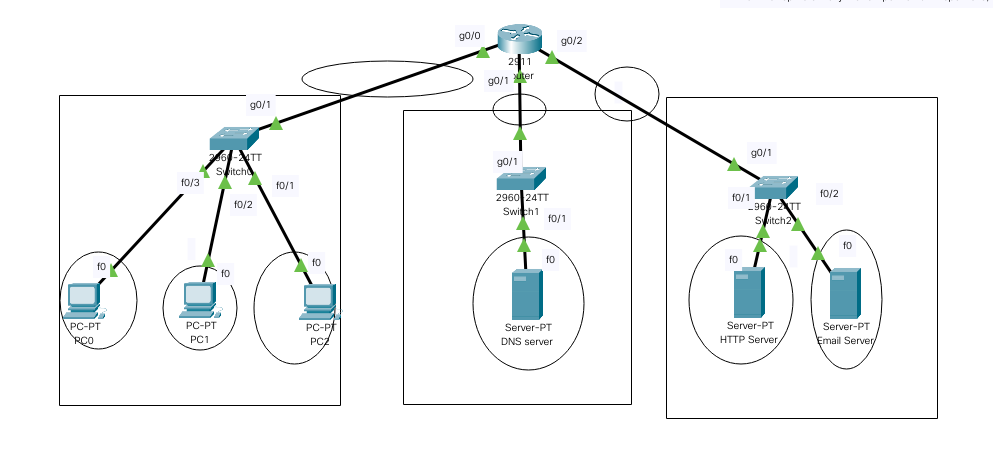 g0/0
g0/2
2911
g0/1
g0/1
2960-24TT
Switch0
f0/3
f0/1
f0/2
g0/1
2960-24TT
Switch1
f0/1
g0/1
f0/1
f0/2
2960-24TT
Switch2
f0
PC-PT
PC0
f0
PC-PT
PC1
f0
PC-PT
PC2
f0
Server-PT
DNS server
f0
Server-PT
HTTP Server
f0
Server-PT
Email Server